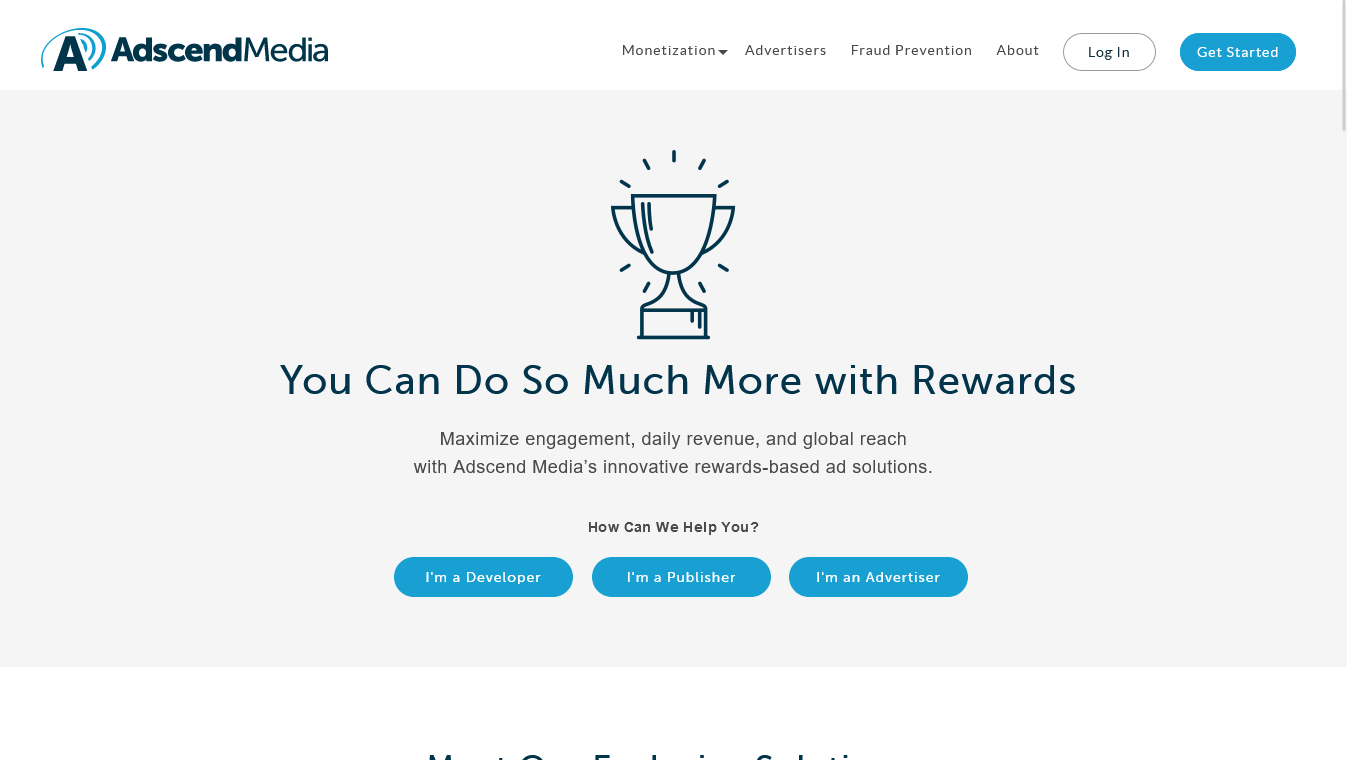 AdscendMedia
Monetization
Advertisers
Fraud Prevention
About
Log In
Get Started
You Can Do So Much More with Rewards
Maximize engagement, daily revenue, and global reach
with Adscend Media’s innovative rewards-based ad solutions.
How Can We Help You?
I'm a Developer
I'm a Publisher
I'm an Advertiser